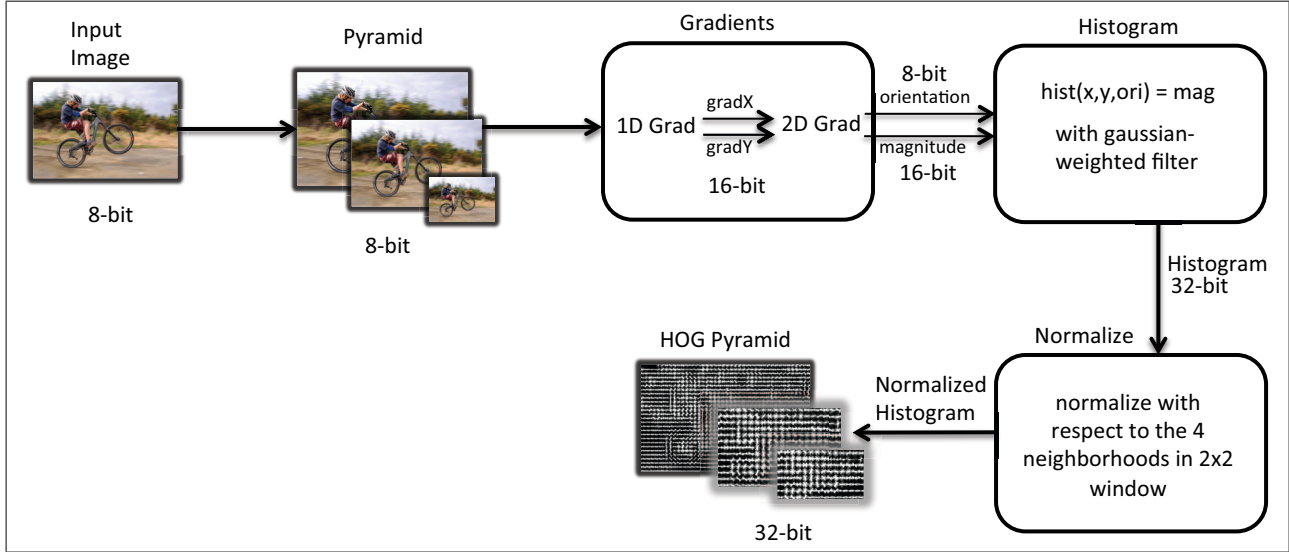 Input
Image
8-bit
Pyramid
8-bit
Gradients
1D Grad
gradX
gradY
2D Grad
16-bit
8-bit
orientation
magnitude
16-bit
Histogram
hist(x,y,ori) = mag
with gaussian-
weighted filter
Histogram
32-bit
Normalize
normalize with
respect to the 4
neighborhoods in 2x2
window
Normalized
Histogram
HOG Pyramid
32-bit